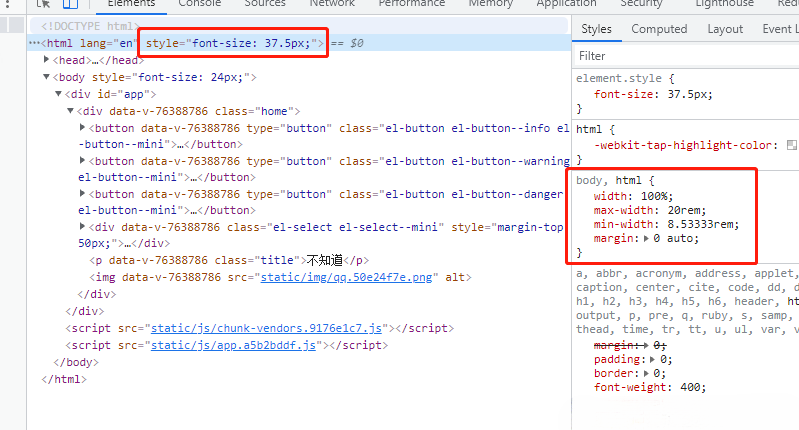 Elements Console Sources Network Performance Memory Application Security Lighthouse Redux
<!DOCTYPE html>
···<html lang="en" style="font-size: 37.5px;"> == $0
<head>…</head>
<body style="font-size: 24px;">
<div id="app">
<div data-v-76388786 class="home">
<button data-v-76388786 type="button" class="el-button el-button--info el
-button--mini">…</button>
<button data-v-76388786 type="button" class="el-button el-button--warning
el-button--mini">…</button>
<button data-v-76388786 type="button" class="el-button el-button--danger
el-button--mini">…</button>
<div data-v-76388786 class="el-select el-select--mini" style="margin-top
50px;">…</div>
<p data-v-76388786 class="title">不知道</p>
<img data-v-76388786 src="static/img/qq.50e24f7e.png" alt>
</div>
</div>
<script src="static/js/chunk-vendors.9176e1c7.js"></script>
<script src="static/js/app.a5b2bddf.js"></script>
</body>
</html>
Styles Computed Layout Event
Filter
element.style {
font-size: 37.5px;
}
html {
-webkit-tap-highlight-color:
}
body, html {
width: 100%;
max-width: 20rem;
min-width: 8.53333rem;
margin: 0 auto;
}
a, abbr, acronym, address, applet,
caption, center, cite, code, dd, d
h1, h2, h3, h4, h5, h6, header, ht
output, p, pre, q, ruby, s, samp,
thead, time, tr, tt, u, ul, var, v
margin: 0;
padding: 0;
border: 0;
font-weight: 400;